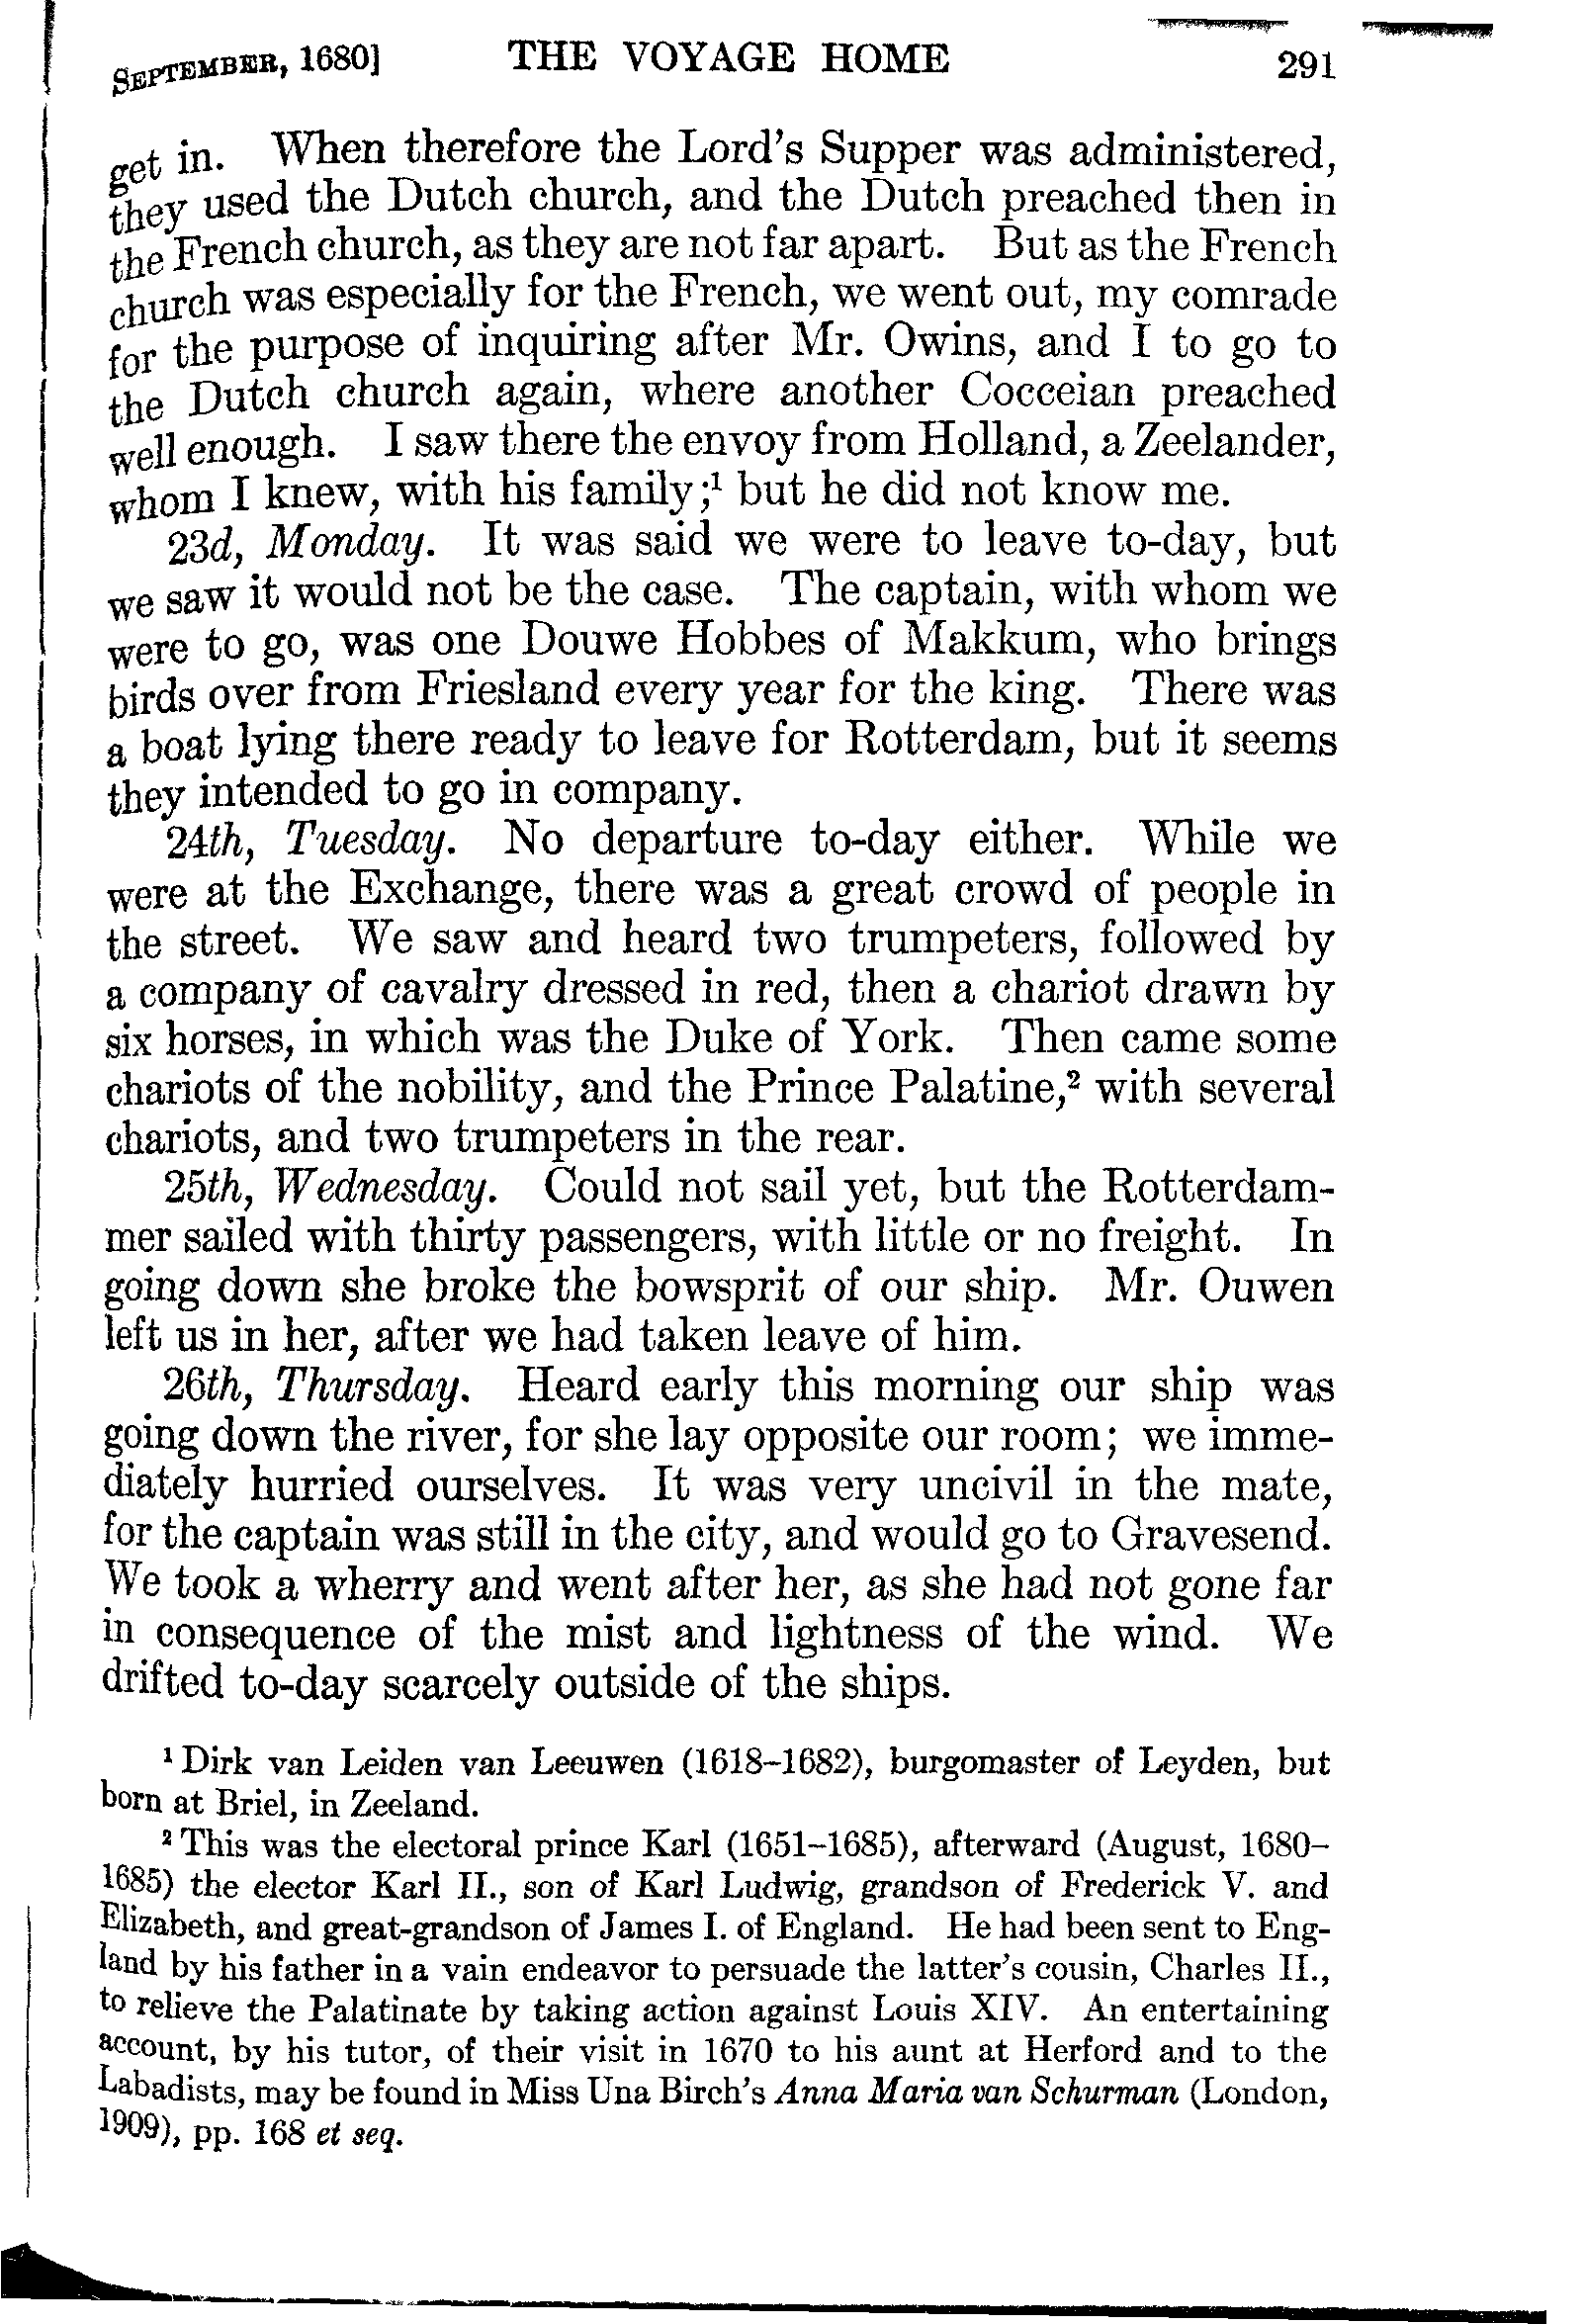 SEPTEMBER, 1680] THE VOYAGE HOME 291
get in. When therefore the Lord's Supper was administered,
they used the Dutch church, and the Dutch preached then in
the French church, as they are not far apart. But as the French
church was especially for the French, we went out, my comrade
for the purpose of inquiring after Mr. Owins, and I to go to
the Dutch church again, where another Cocceian preached
well enough. I saw there the envoy from Holland, a Zeelander,
whom I knew, with his family;¹ but he did not know me.
23d, Monday. It was said we were to leave to-day, but
we saw it would not be the case. The captain, with whom we
were to go, was one Douwe Hobbes of Makkum, who brings
birds over from Friesland every year for the king. There was
a boat lying there ready to leave for Rotterdam, but it seems
they intended to go in company.
24th, Tuesday. No departure to-day either. While we
were at the Exchange, there was a great crowd of people in
the street. We saw and heard two trumpeters, followed by
a company of cavalry dressed in red, then a chariot drawn by
six horses, in which was the Duke of York. Then came some
chariots of the nobility, and the Prince Palatine,² with several
chariots, and two trumpeters in the rear.
25th, Wednesday. Could not sail yet, but the Rotterdam-
mer sailed with thirty passengers, with little or no freight. In
going down she broke the bowsprit of our ship. Mr. Ouwen
left us in her, after we had taken leave of him.
26th, Thursday. Heard early this morning our ship was
going down the river, for she lay opposite our room; we imme-
diately hurried ourselves. It was very uncivil in the mate,
for the captain was still in the city, and would go to Gravesend.
We took a wherry and went after her, as she had not gone far
in consequence of the mist and lightness of the wind. We
drifted to-day scarcely outside of the ships.
¹ Dirk van Leiden van Leeuwen (1618–1682), burgomaster of Leyden, but
born at Briel, in Zeeland.
² This was the electoral prince Karl (1651–1685), afterward (August, 1680–
1685) the elector Karl II., son of Karl Ludwig, grandson of Frederick V. and
Elizabeth, and great-grandson of James I. of England. He had been sent to Eng-
land by his father in a vain endeavor to persuade the latter's cousin, Charles II.,
to relieve the Palatinate by taking action against Louis XIV. An entertaining
account, by his tutor, of their visit in 1670 to his aunt at Herford and to the
Labadists, may be found in Miss Una Birch's Anna Maria van Schurman (London,
1909), pp. 168 et seq.